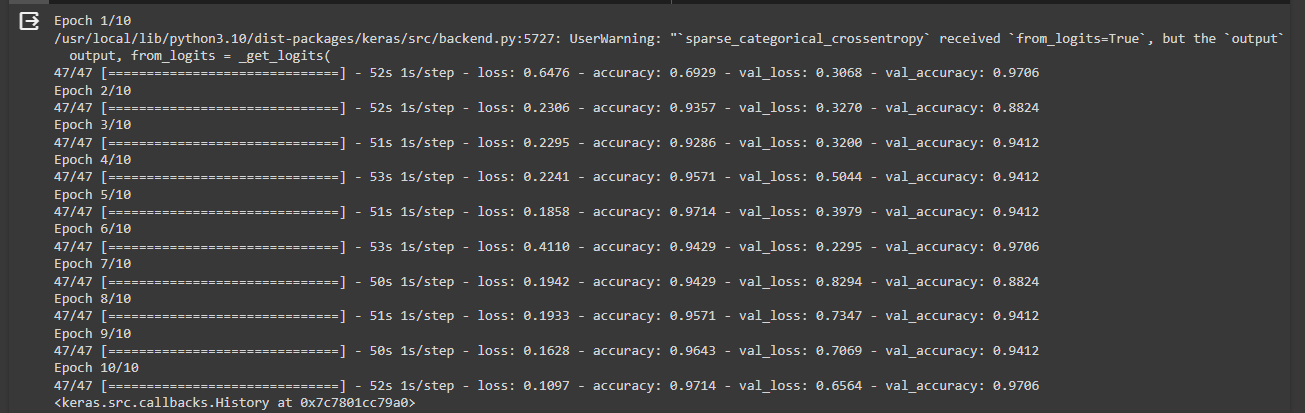 Epoch 1/10
/usr/local/lib/python3.10/dist-packages/keras/src/backend.py:5727: UserWarning: "`sparse_categorical_crossentropy` received `from_logits=True`, but the `output`
  output, from_logits = _get_logits(
47/47 [==============================] - 52s 1s/step - loss: 0.6476 - accuracy: 0.6929 - val_loss: 0.3068 - val_accuracy: 0.9706
Epoch 2/10
47/47 [==============================] - 52s 1s/step - loss: 0.2306 - accuracy: 0.9357 - val_loss: 0.3270 - val_accuracy: 0.8824
Epoch 3/10
47/47 [==============================] - 51s 1s/step - loss: 0.2295 - accuracy: 0.9286 - val_loss: 0.3200 - val_accuracy: 0.9412
Epoch 4/10
47/47 [==============================] - 53s 1s/step - loss: 0.2241 - accuracy: 0.9571 - val_loss: 0.5044 - val_accuracy: 0.9412
Epoch 5/10
47/47 [==============================] - 51s 1s/step - loss: 0.1858 - accuracy: 0.9714 - val_loss: 0.3979 - val_accuracy: 0.9412
Epoch 6/10
47/47 [==============================] - 53s 1s/step - loss: 0.4110 - accuracy: 0.9429 - val_loss: 0.2295 - val_accuracy: 0.9706
Epoch 7/10
47/47 [==============================] - 50s 1s/step - loss: 0.1942 - accuracy: 0.9429 - val_loss: 0.8294 - val_accuracy: 0.8824
Epoch 8/10
47/47 [==============================] - 51s 1s/step - loss: 0.1933 - accuracy: 0.9571 - val_loss: 0.7347 - val_accuracy: 0.9412
Epoch 9/10
47/47 [==============================] - 50s 1s/step - loss: 0.1628 - accuracy: 0.9643 - val_loss: 0.7069 - val_accuracy: 0.9412
Epoch 10/10
47/47 [==============================] - 52s 1s/step - loss: 0.1097 - accuracy: 0.9714 - val_loss: 0.6564 - val_accuracy: 0.9706
<keras.src.callbacks.History at 0x7c7801cc79a0>